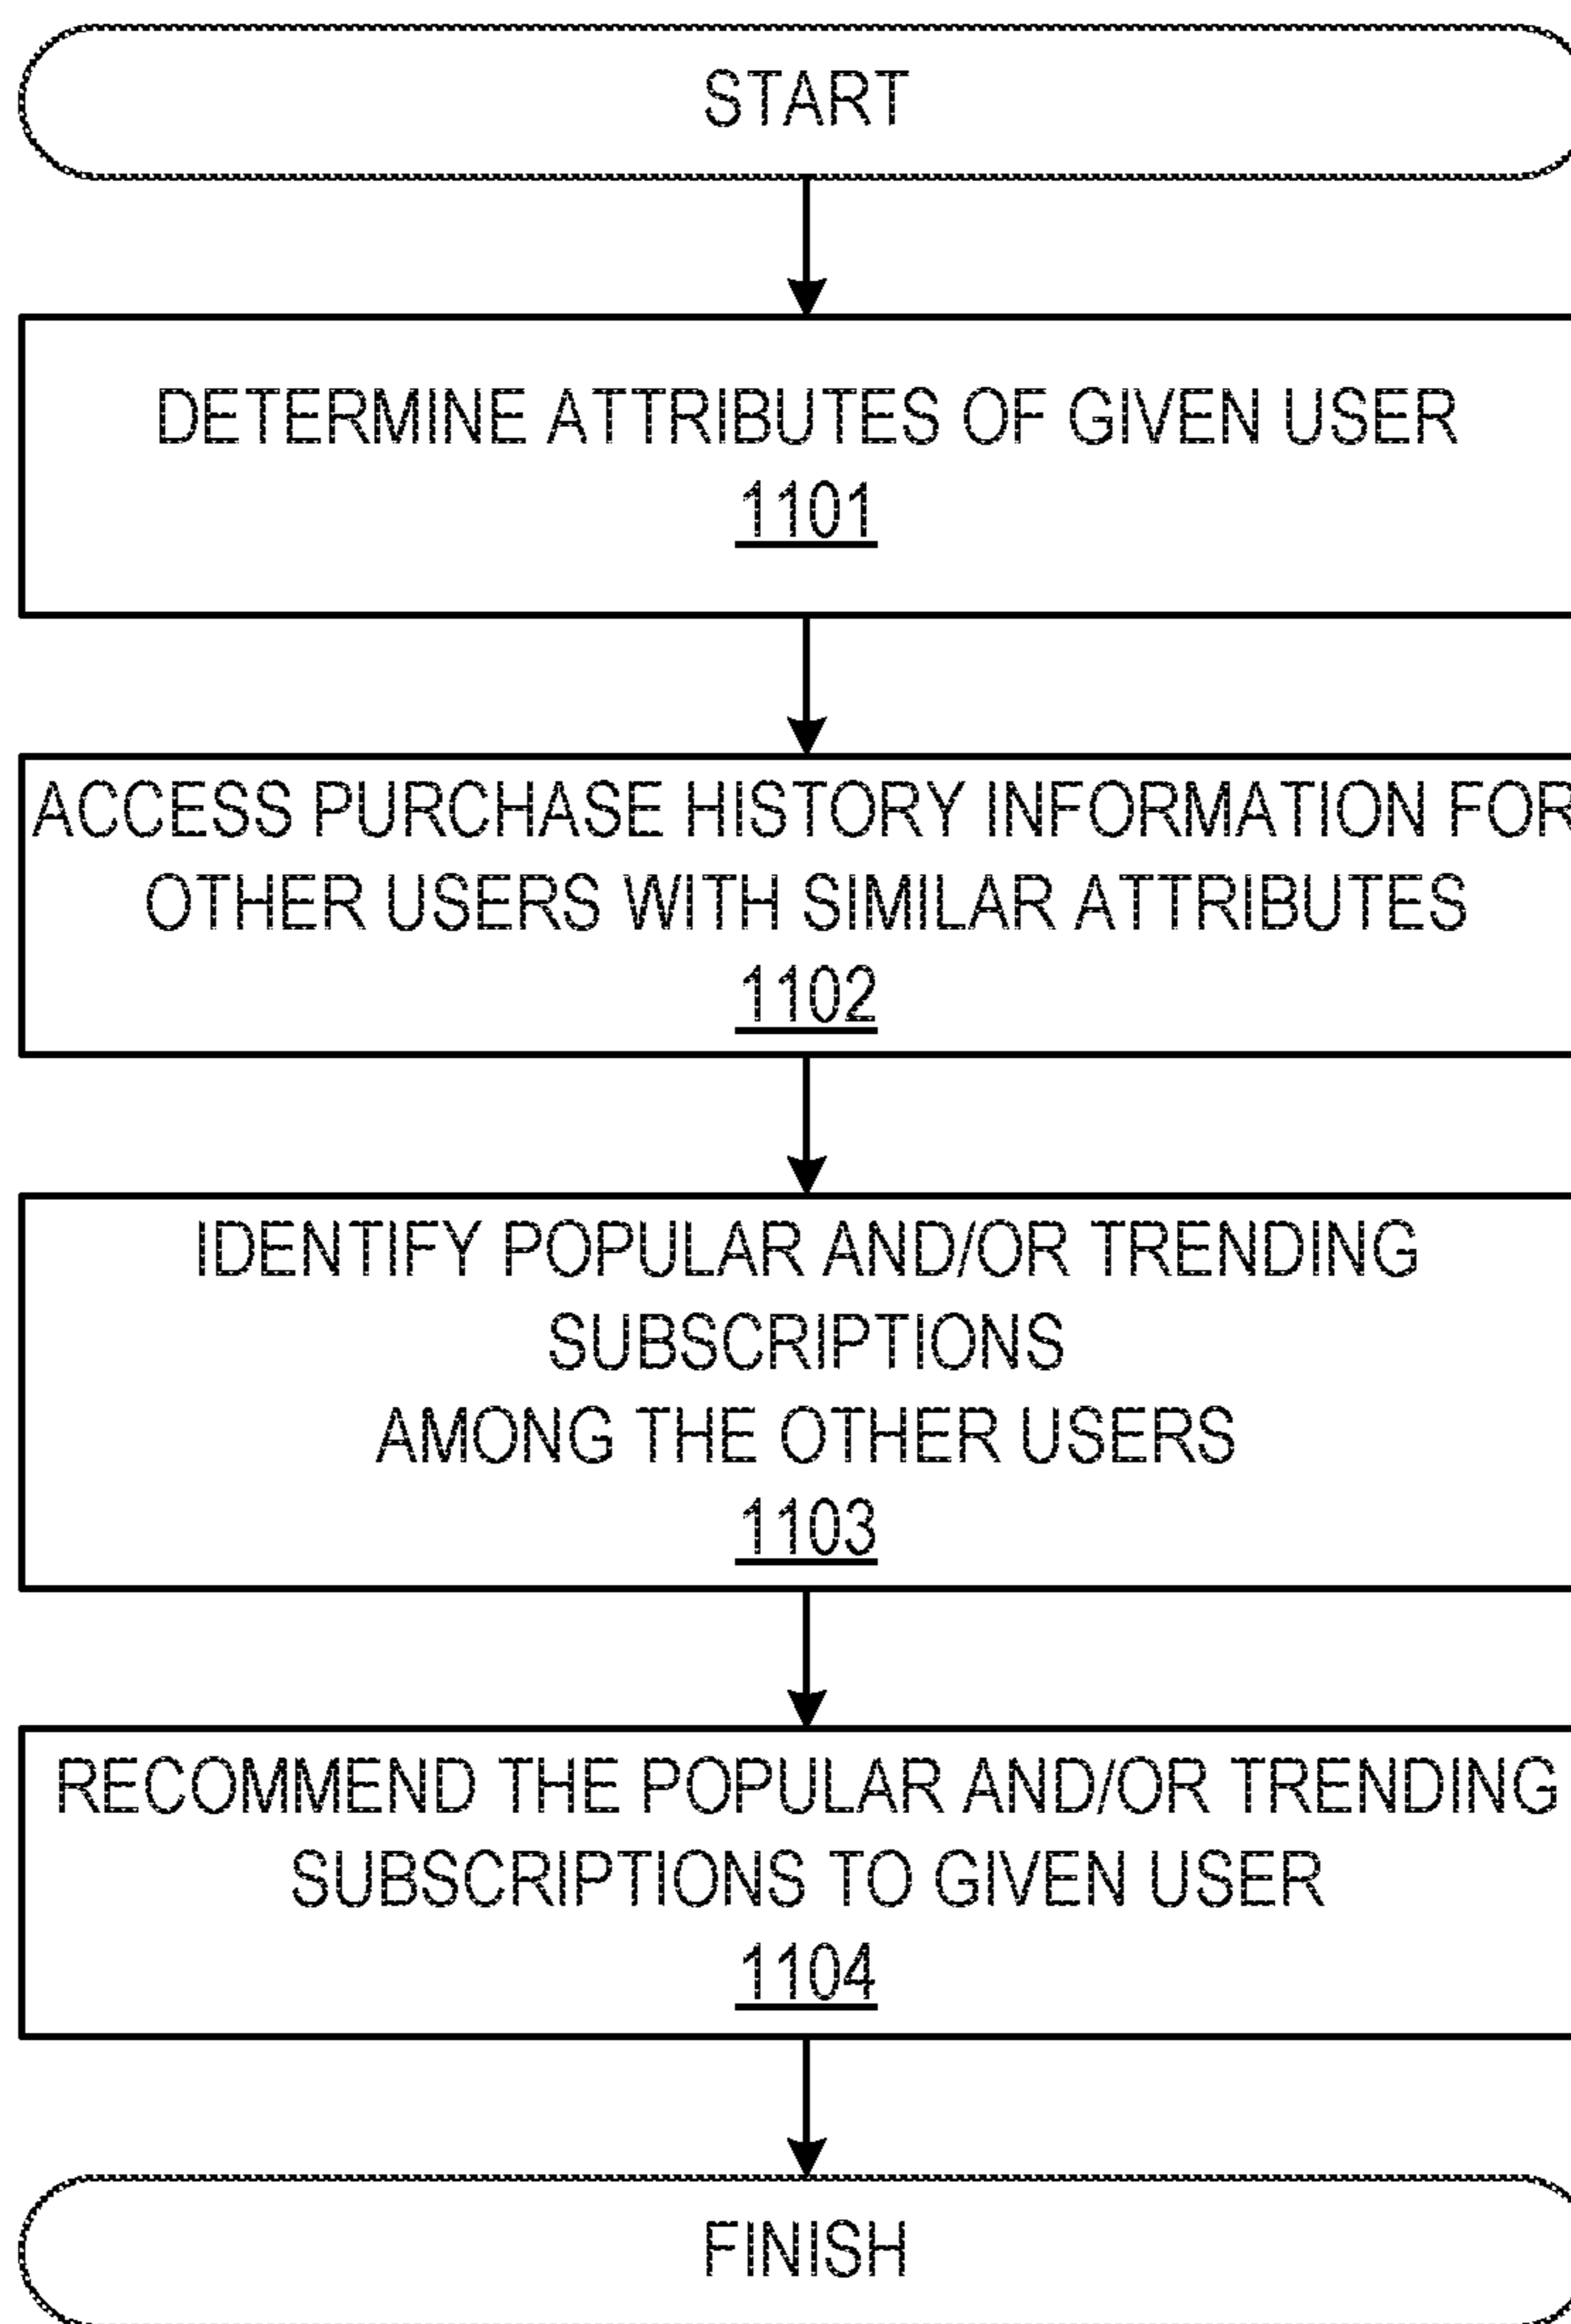 START
DETERMINE ATTRIBUTES OF GIVEN USER
1101
ACCESS PURCHASE HISTORY INFORMATION FOR
OTHER USERS WITH SIMILAR ATTRIBUTES
1102
IDENTIFY POPULAR AND/OR TRENDING
SUBSCRIPTIONS
AMONG THE OTHER USERS
1103
RECOMMEND THE POPULAR AND/OR TRENDING
SUBSCRIPTIONS TO GIVEN USER
1104
FINISH